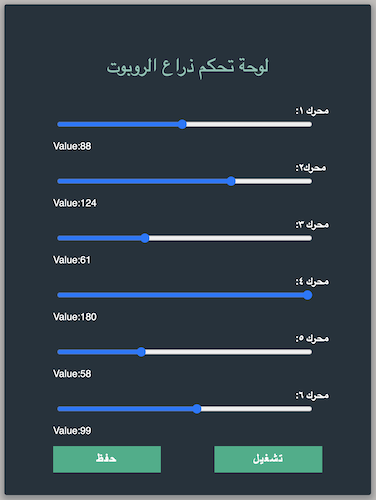 لوحة تحكم ذراع الروبوت
محرك ١:
Value:88
محرك٢:
Value:124
محرك ٣:
Value:61
محرك ٤:
Value:180
محرك ٥:
Value:58
محرك ٦:
Value:99
تشغيل
حفظ